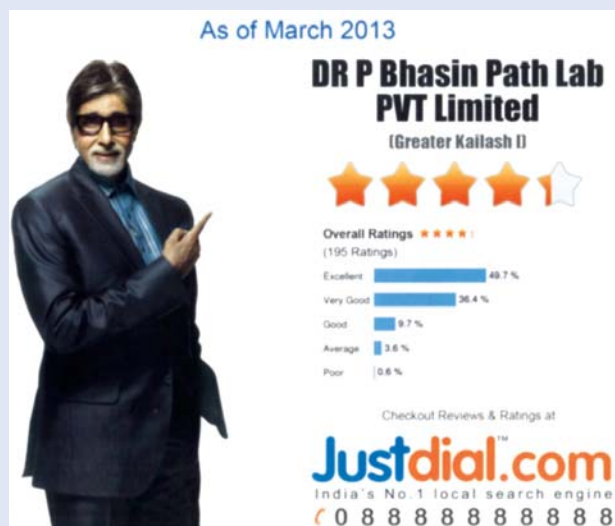 As of March 2013
DR P Bhasin Path Lab
PVT Limited
(Greater Kailash I)
Overall Ratings
(195 Ratings)
Excellent 49.7 %
Very Good 36.4 %
Good 9.7 %
Average 3.6 %
Poor 0.6 %
Checkout Reviews & Ratings at
Justdial.com™
India's No.1 local search engine
08888888888